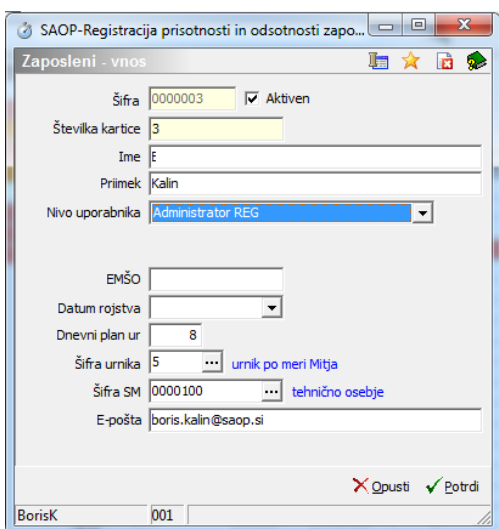 SAOP-Registracija prisotnosti in odsotnosti zapo...
Zaposleni - vnos
Šifra 0000003 Aktiven
Številka kartice 3
Ime
Priimek Kalin
Nivo uporabnika Administrator REG
EMŠO
Datum rojstva
Dnevni plan ur 8
Šifra urnika 5 ... urnik po meri Mitja
Šifra SM 0000100 ... tehnično osebje
E-pošta boris.kalin@saop.si
Opusti Potrdi
BorisK 001